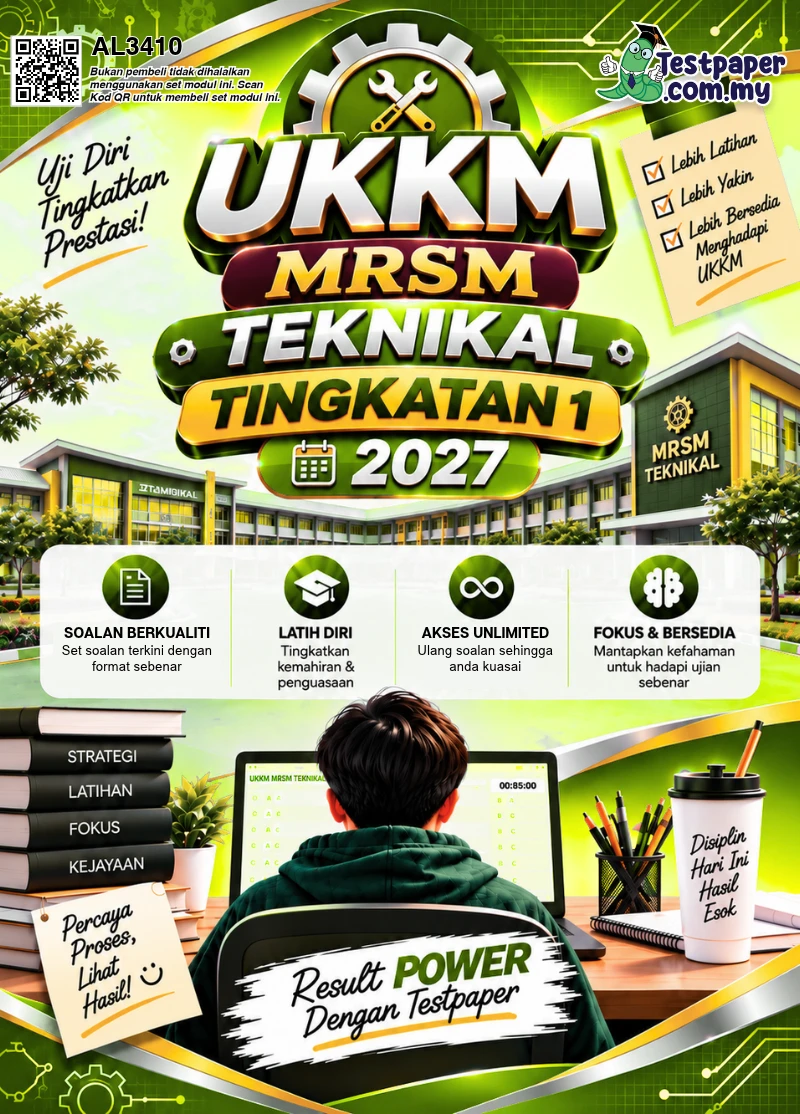 AL3410
Bukan pembeli tidak dihalalkan
menggunakan set modul ini. Scan
Kod QR untuk membeli set modul ini.
Testpaper
.com.my
Uji Diri
Tingkatkan
Prestasi!
Lebih Latihan
Lebih Yakin
Lebih Bersedia
Menghadapi
UKKM
UKKM
MRSM
TEKNIKAL
TINGKATAN 1
2027
MRSM
TEKNIKAL
SOALAN BERKUALITI
Set soalan terkini dengan
format sebenar
LATIH DIRI
Tingkatkan
kemahiran &
penguasaan
AKSES UNLIMITED
Ulang soalan sehingga
anda kuasai
FOKUS & BERSEDIA
Mantapkan kefahaman
untuk hadapi ujian
sebenar
STRATEGI
LATIHAN
FOKUS
KEJAYAAN
UKKM MRSM TEKNIKAL
00:85:00
Disiplin
Hari Ini
Hasil
Esok
Percaya
Proses,
Lihat
Hasil!
Result POWER
Dengan Testpaper